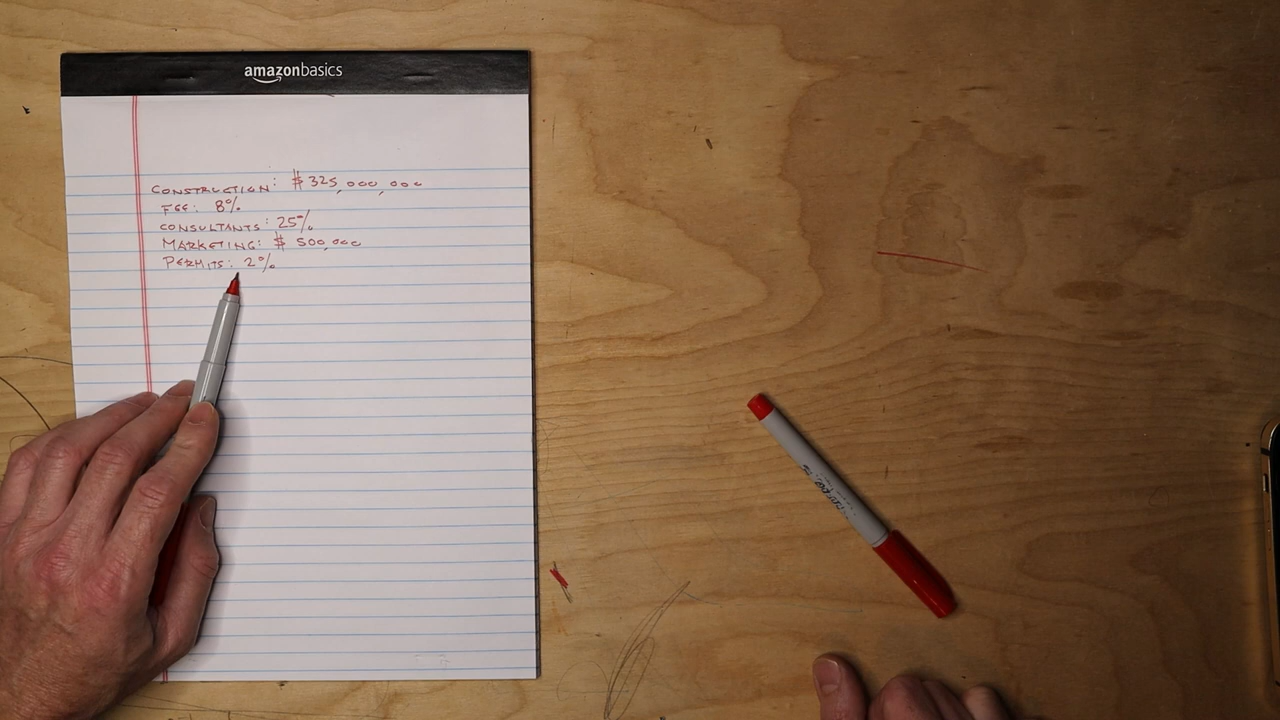 amazonbasics
CONSTRUCTION: $325,000,000
FEE: 8%
CONSULTANTS: 25%
MARKETING: $ 500,000
PERMITS: 2%